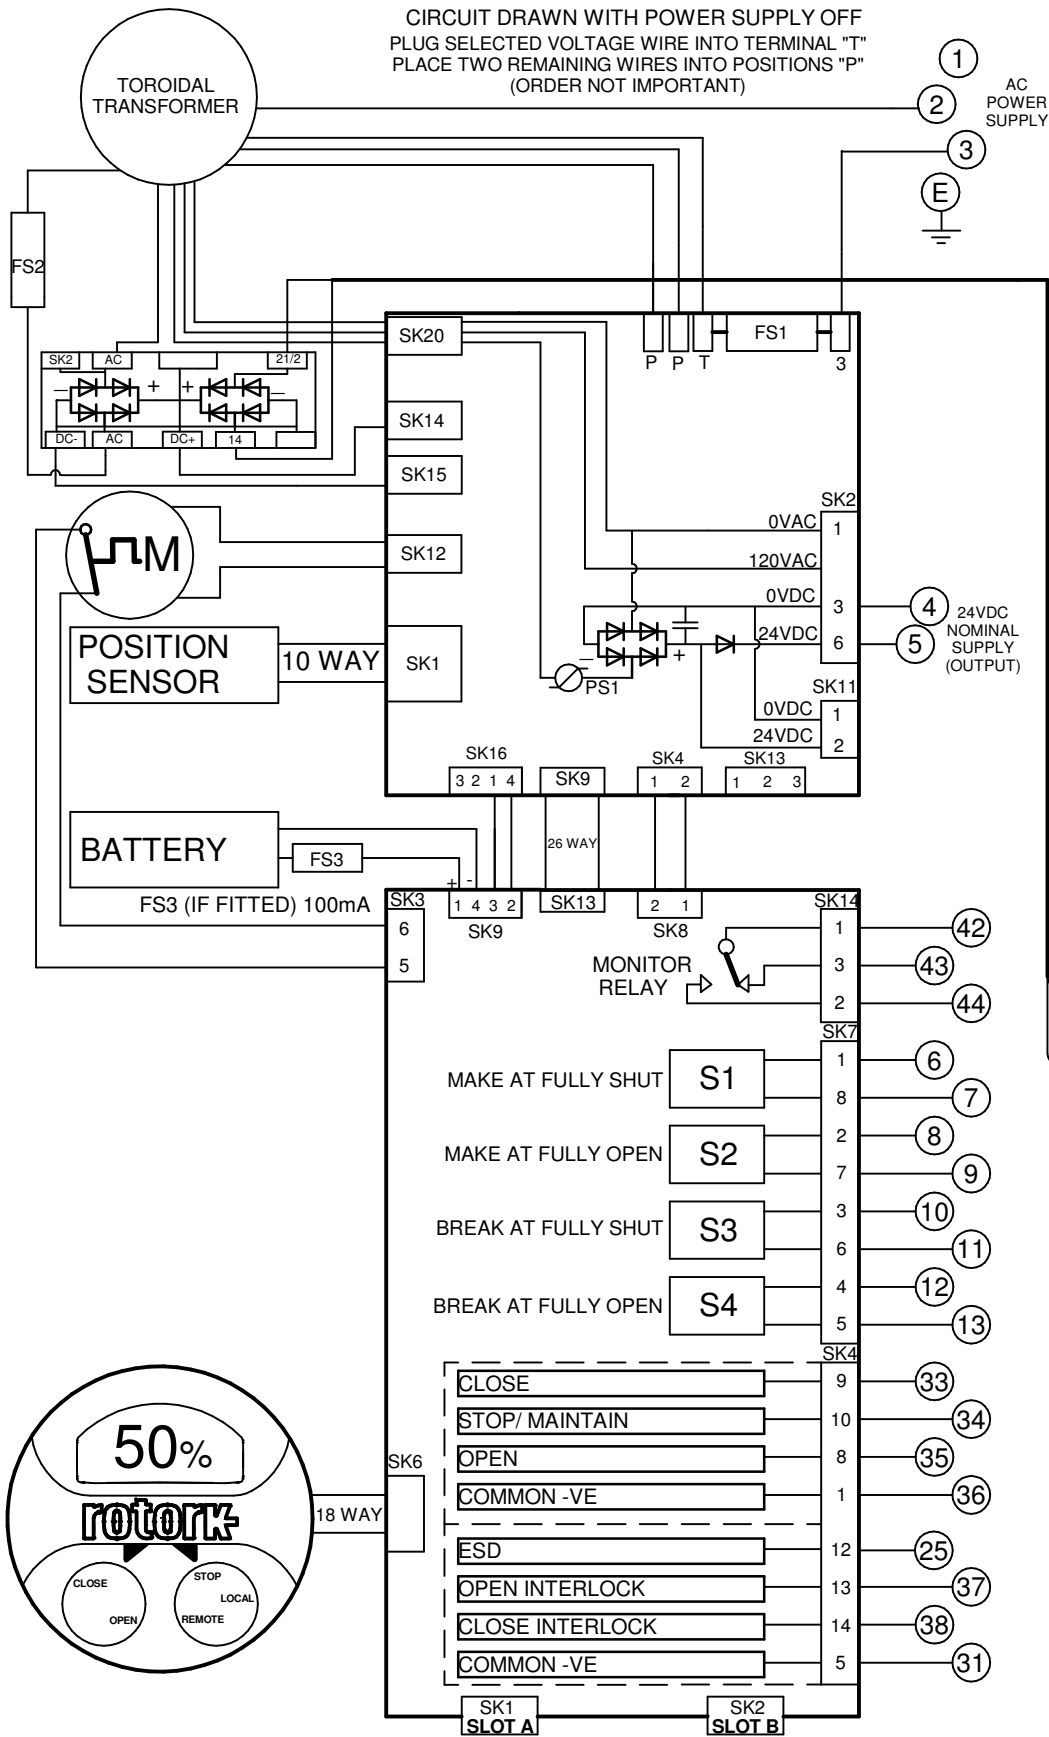 CIRCUIT DRAWN WITH POWER SUPPLY OFF
PLUG SELECTED VOLTAGE WIRE INTO TERMINAL "T"
PLACE TWO REMAINING WIRES INTO POSITIONS "P"
(ORDER NOT IMPORTANT)
TOROIDAL
TRANSFORMER
1
2
3
E
AC
POWER
SUPPLY
FS2
SK2
AC
21/2
–
+
+
–
DC-
AC
DC+
14
SK20
SK14
SK15
SK12
SK1
P
P
T
FS1
3
M
POSITION
SENSOR
10 WAY
SK2
0VAC
1
120VAC
0VDC
3
24VDC
6
–
+
PS1
4
5
24VDC
NOMINAL
SUPPLY
(OUTPUT)
SK11
0VDC
1
24VDC
2
SK16
3 2 1 4
SK9
SK4
1 2
SK13
1 2 3
BATTERY
FS3
FS3 (IF FITTED) 100mA
26 WAY
+ -
SK3
6
5
1 4 3 2
SK9
SK13
2 1
SK8
SK14
MONITOR
RELAY
1
42
3
43
2
44
SK7
MAKE AT FULLY SHUT
S1
1
6
8
7
MAKE AT FULLY OPEN
S2
2
8
7
9
BREAK AT FULLY SHUT
S3
3
10
6
11
BREAK AT FULLY OPEN
S4
4
12
5
13
SK4
CLOSE
9
33
STOP/ MAINTAIN
10
34
OPEN
8
35
COMMON -VE
1
36
ESD
12
25
OPEN INTERLOCK
13
37
CLOSE INTERLOCK
14
38
COMMON -VE
5
31
50%
rotork
CLOSE
OPEN
STOP
LOCAL
REMOTE
18 WAY
SK6
SK1
SLOT A
SK2
SLOT B